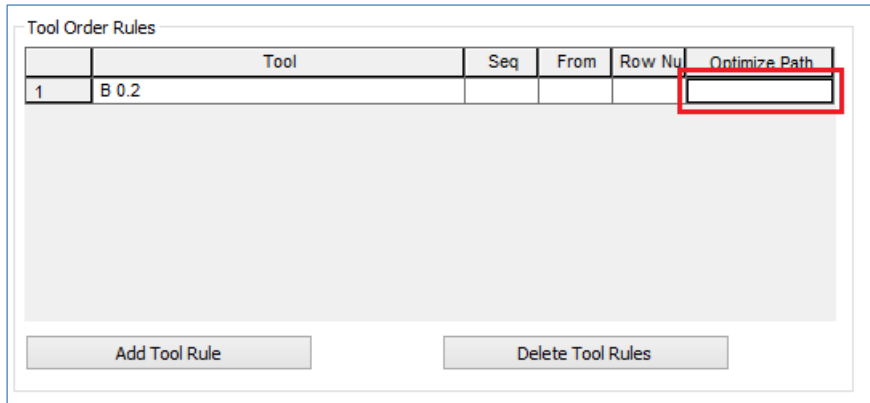 Tool Order Rules
Tool Seq From Row Nu Optimize Path
1 B 0.2
Add Tool Rule Delete Tool Rules